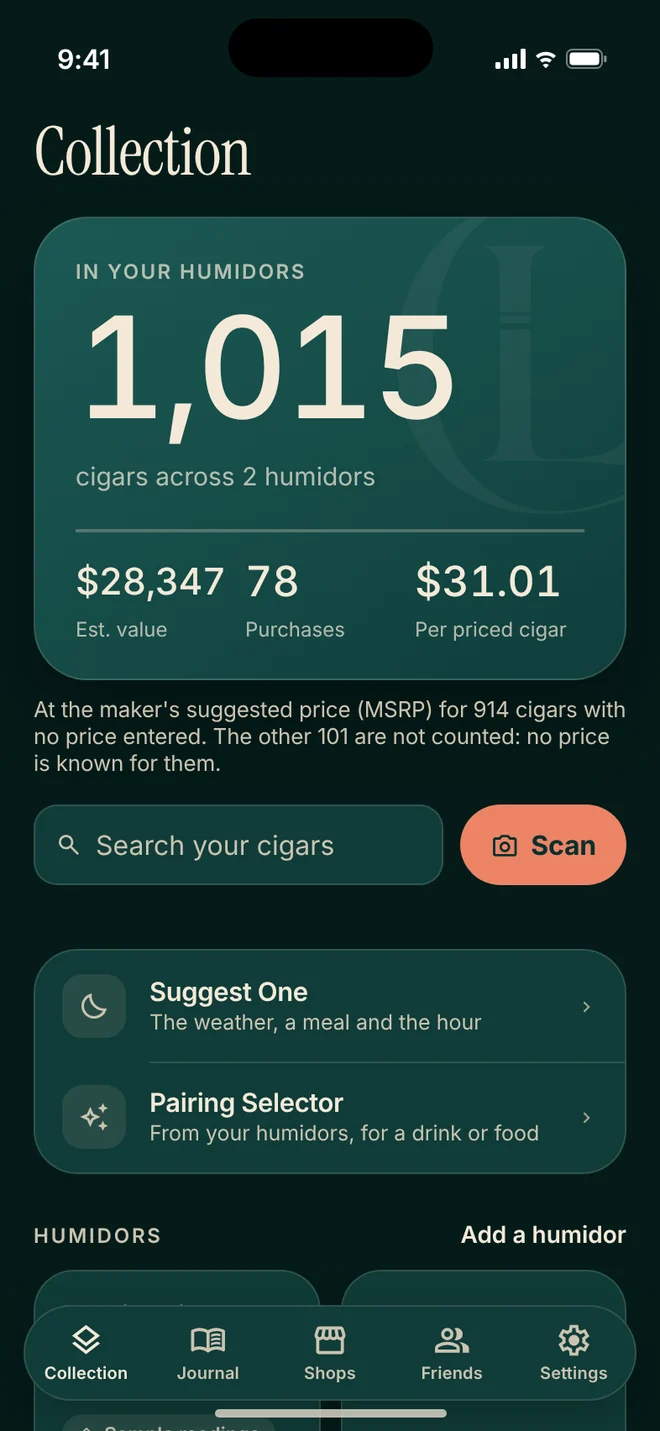 9:41
Collection
IN YOUR HUMIDORS
1,015
cigars across 2 humidors
$28,347 78 $31.01
Est. value Purchases Per priced cigar
At the maker's suggested price (MSRP) for 914 cigars with
no price entered. The other 101 are not counted: no price
is known for them.
Search your cigars
Scan
Suggest One
The weather, a meal and the hour
Pairing Selector
From your humidors, for a drink or food
HUMIDORS
Add a humidor
Collection Journal Shops Friends Settings